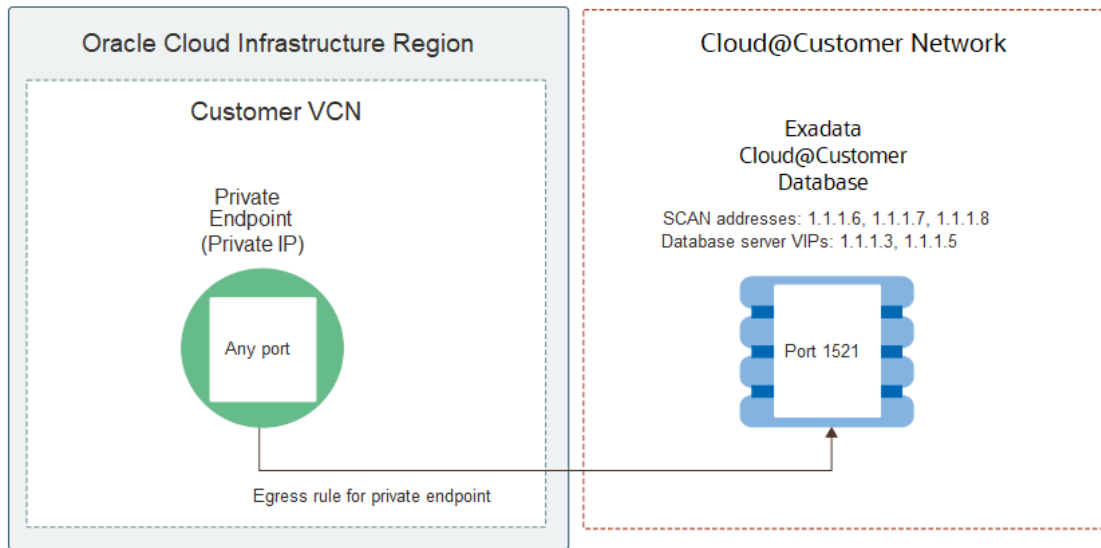 Oracle Cloud Infrastructure Region
Customer VCN
Private
Endpoint
(Private IP)
Any port
Egress rule for private endpoint
Cloud@Customer Network
Exadata
Cloud@Customer
Database
SCAN addresses: 1.1.1.6, 1.1.1.7, 1.1.1.8
Database server VIPs: 1.1.1.3, 1.1.1.5
Port 1521